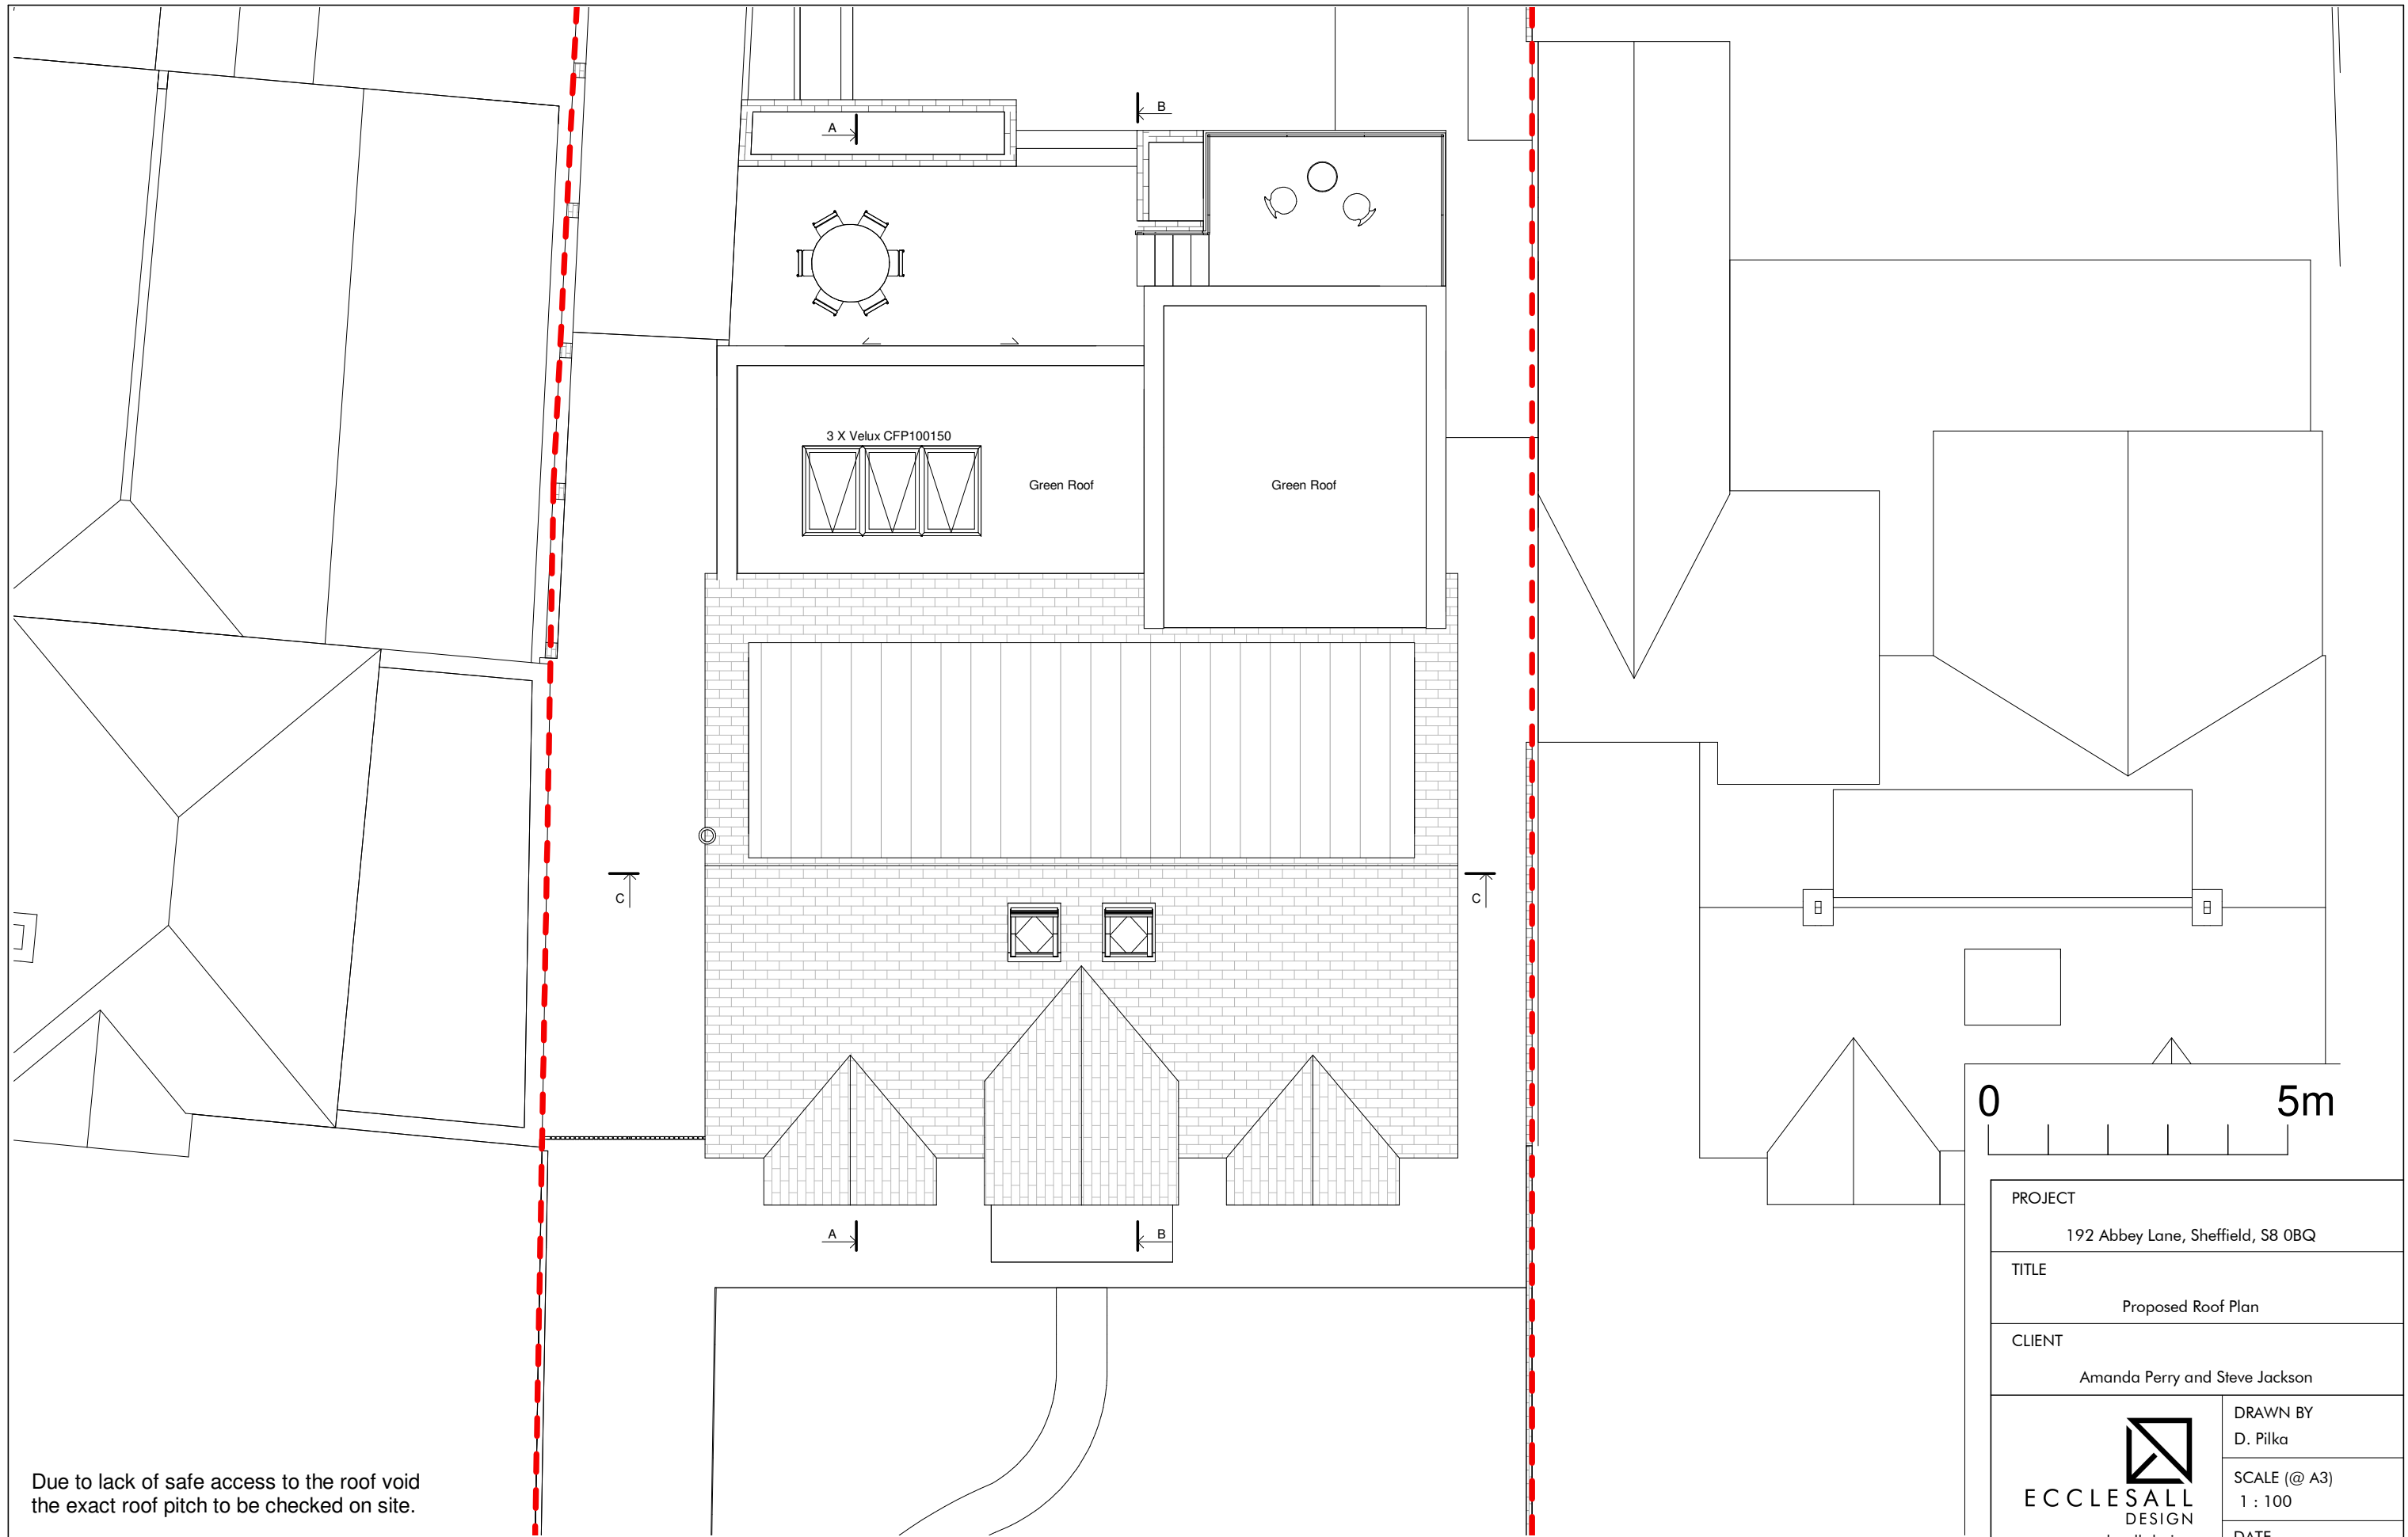 A
B
3 X Velux CFP100150
Green Roof
Green Roof
C
C
A
B
0
5m
PROJECT
192 Abbey Lane, Sheffield, S8 0BQ
TITLE
Proposed Roof Plan
CLIENT
Amanda Perry and Steve Jackson
ECCLESALL
DESIGN
DRAWN BY
D. Pilka
SCALE (@ A3)
1 : 100
DATE
Due to lack of safe access to the roof void
the exact roof pitch to be checked on site.